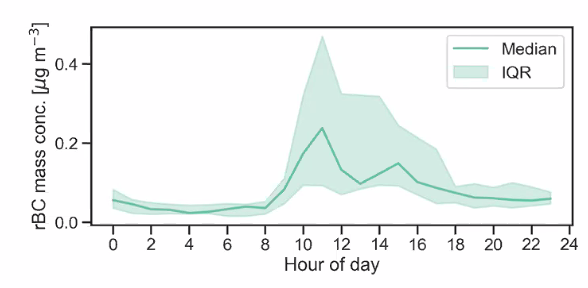 rBC mass conc. [μg m⁻³]
0.4
0.2
0.0
Median
IQR
0 2 4 6 8 10 12 14 16 18 20 22 24
Hour of day